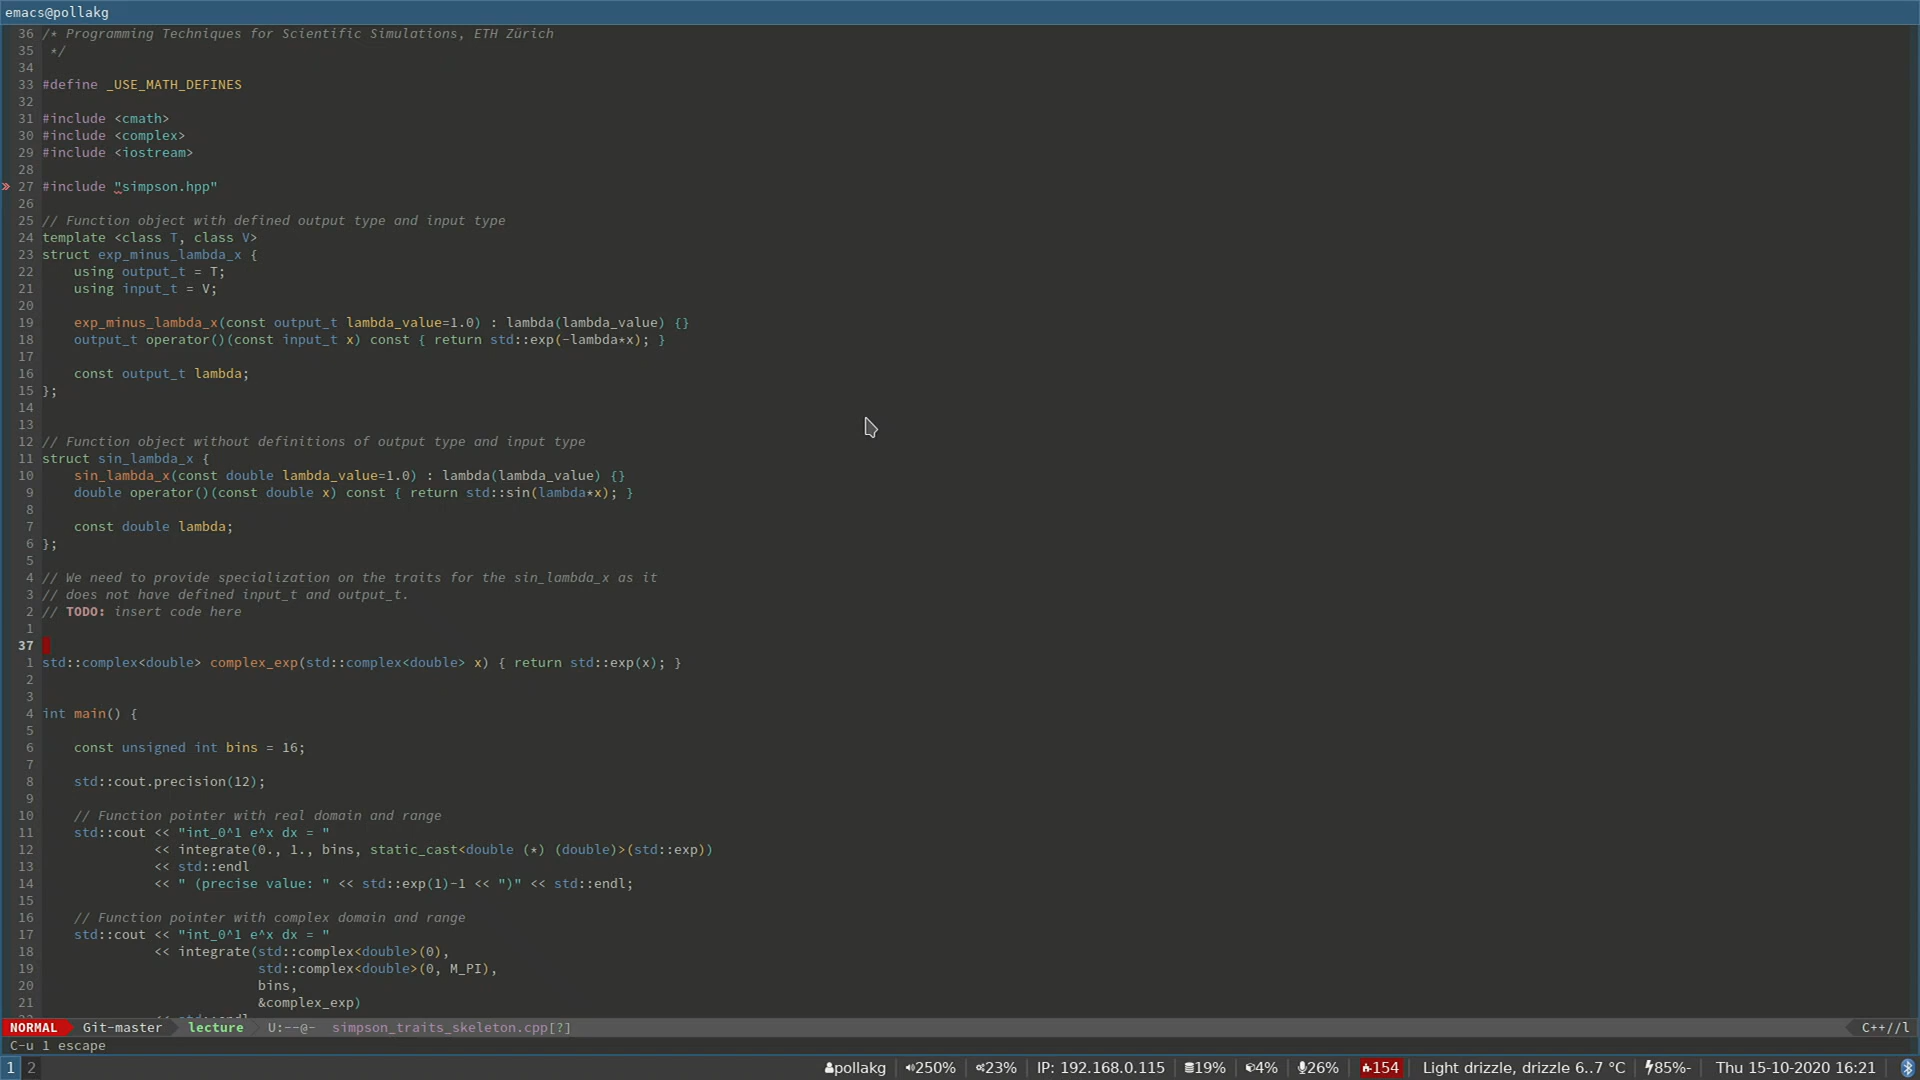 emacs@pollakg
36 /* Programming Techniques for Scientific Simulations, ETH Zürich
35 */
34
33 #define _USE_MATH_DEFINES
32
31 #include <cmath>
30 #include <complex>
29 #include <iostream>
28
» 27 #include "simpson.hpp"
26
25 // Function object with defined output type and input type
24 template <class T, class V>
23 struct exp_minus_lambda_x {
22 using output_t = T;
21 using input_t = V;
20
19 exp_minus_lambda_x(const output_t lambda_value=1.0) : lambda(lambda_value) {}
18 output_t operator()(const input_t x) const { return std::exp(-lambda*x); }
17
16 const output_t lambda;
15 };
14
13
12 // Function object without definitions of output type and input type
11 struct sin_lambda_x {
10 sin_lambda_x(const double lambda_value=1.0) : lambda(lambda_value) {}
9 double operator()(const double x) const { return std::sin(lambda*x); }
8
7 const double lambda;
6 };
5
4 // We need to provide specialization on the traits for the sin_lambda_x as it
3 // does not have defined input_t and output_t.
2 // TODO: insert code here
1
37
1 std::complex<double> complex_exp(std::complex<double> x) { return std::exp(x); }
2
3
4 int main() {
5
6 const unsigned int bins = 16;
7
8 std::cout.precision(12);
9
10 // Function pointer with real domain and range
11 std::cout << "int_0^1 e^x dx = "
12 << integrate(0., 1., bins, static_cast<double (*) (double)>(std::exp))
13 << std::endl
14 << " (precise value: " << std::exp(1)-1 << ")" << std::endl;
15
16 // Function pointer with complex domain and range
17 std::cout << "int_0^1 e^x dx = "
18 << integrate(std::complex<double>(0),
19 std::complex<double>(0, M_PI),
20 bins,
21 &complex_exp)
NORMAL Git-master lecture U:--@- simpson_traits_skeleton.cpp[?] C++//l
C-u 1 escape
1 2 pollakg 250% 23% IP: 192.168.0.115 19% 4% 26% 154 Light drizzle, drizzle 6..7 °C 85%- Thu 15-10-2020 16:21